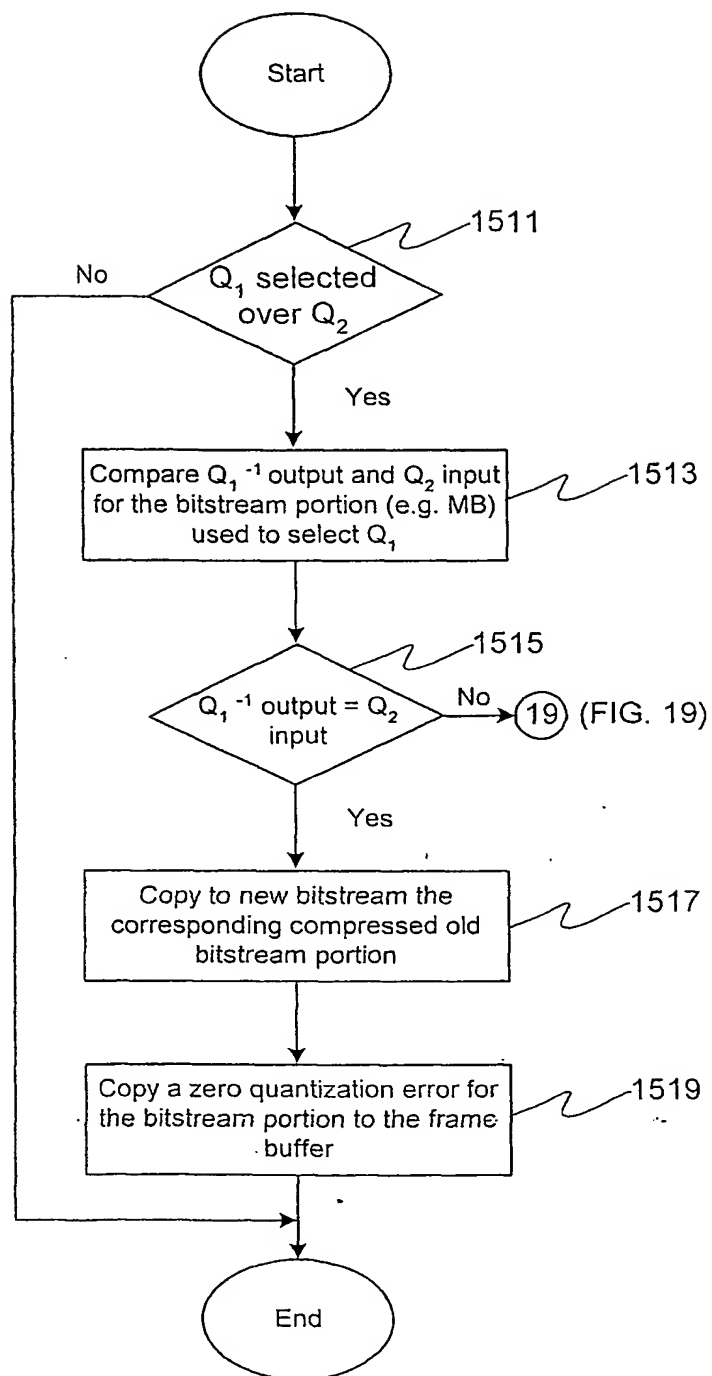 Start
1511
No
Q₁ selected
over Q₂
Yes
Compare Q₁⁻¹ output and Q₂ input
for the bitstream portion (e.g. MB)
used to select Q₁
1513
1515
Q₁⁻¹ output = Q₂
input
No
19
(FIG. 19)
Yes
Copy to new bitstream the
corresponding compressed old
bitstream portion
1517
Copy a zero quantization error for
the bitstream portion to the frame
buffer
1519
End